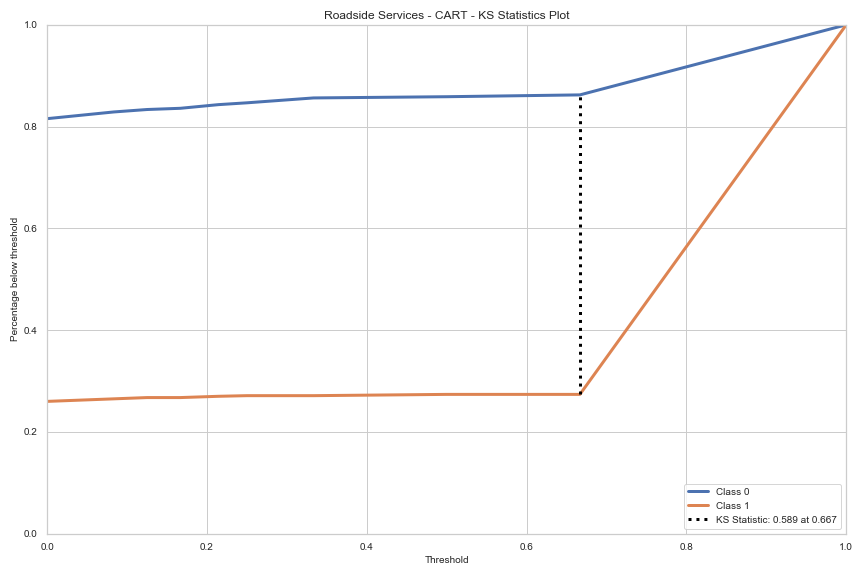 Roadside Services - CART - KS Statistics Plot
1.0
0.8
0.6
0.4
0.2
0.0
Percentage below threshold
0.0 0.2 0.4 0.6 0.8 1.0
Threshold
Class 0
Class 1
KS Statistic: 0.589 at 0.667